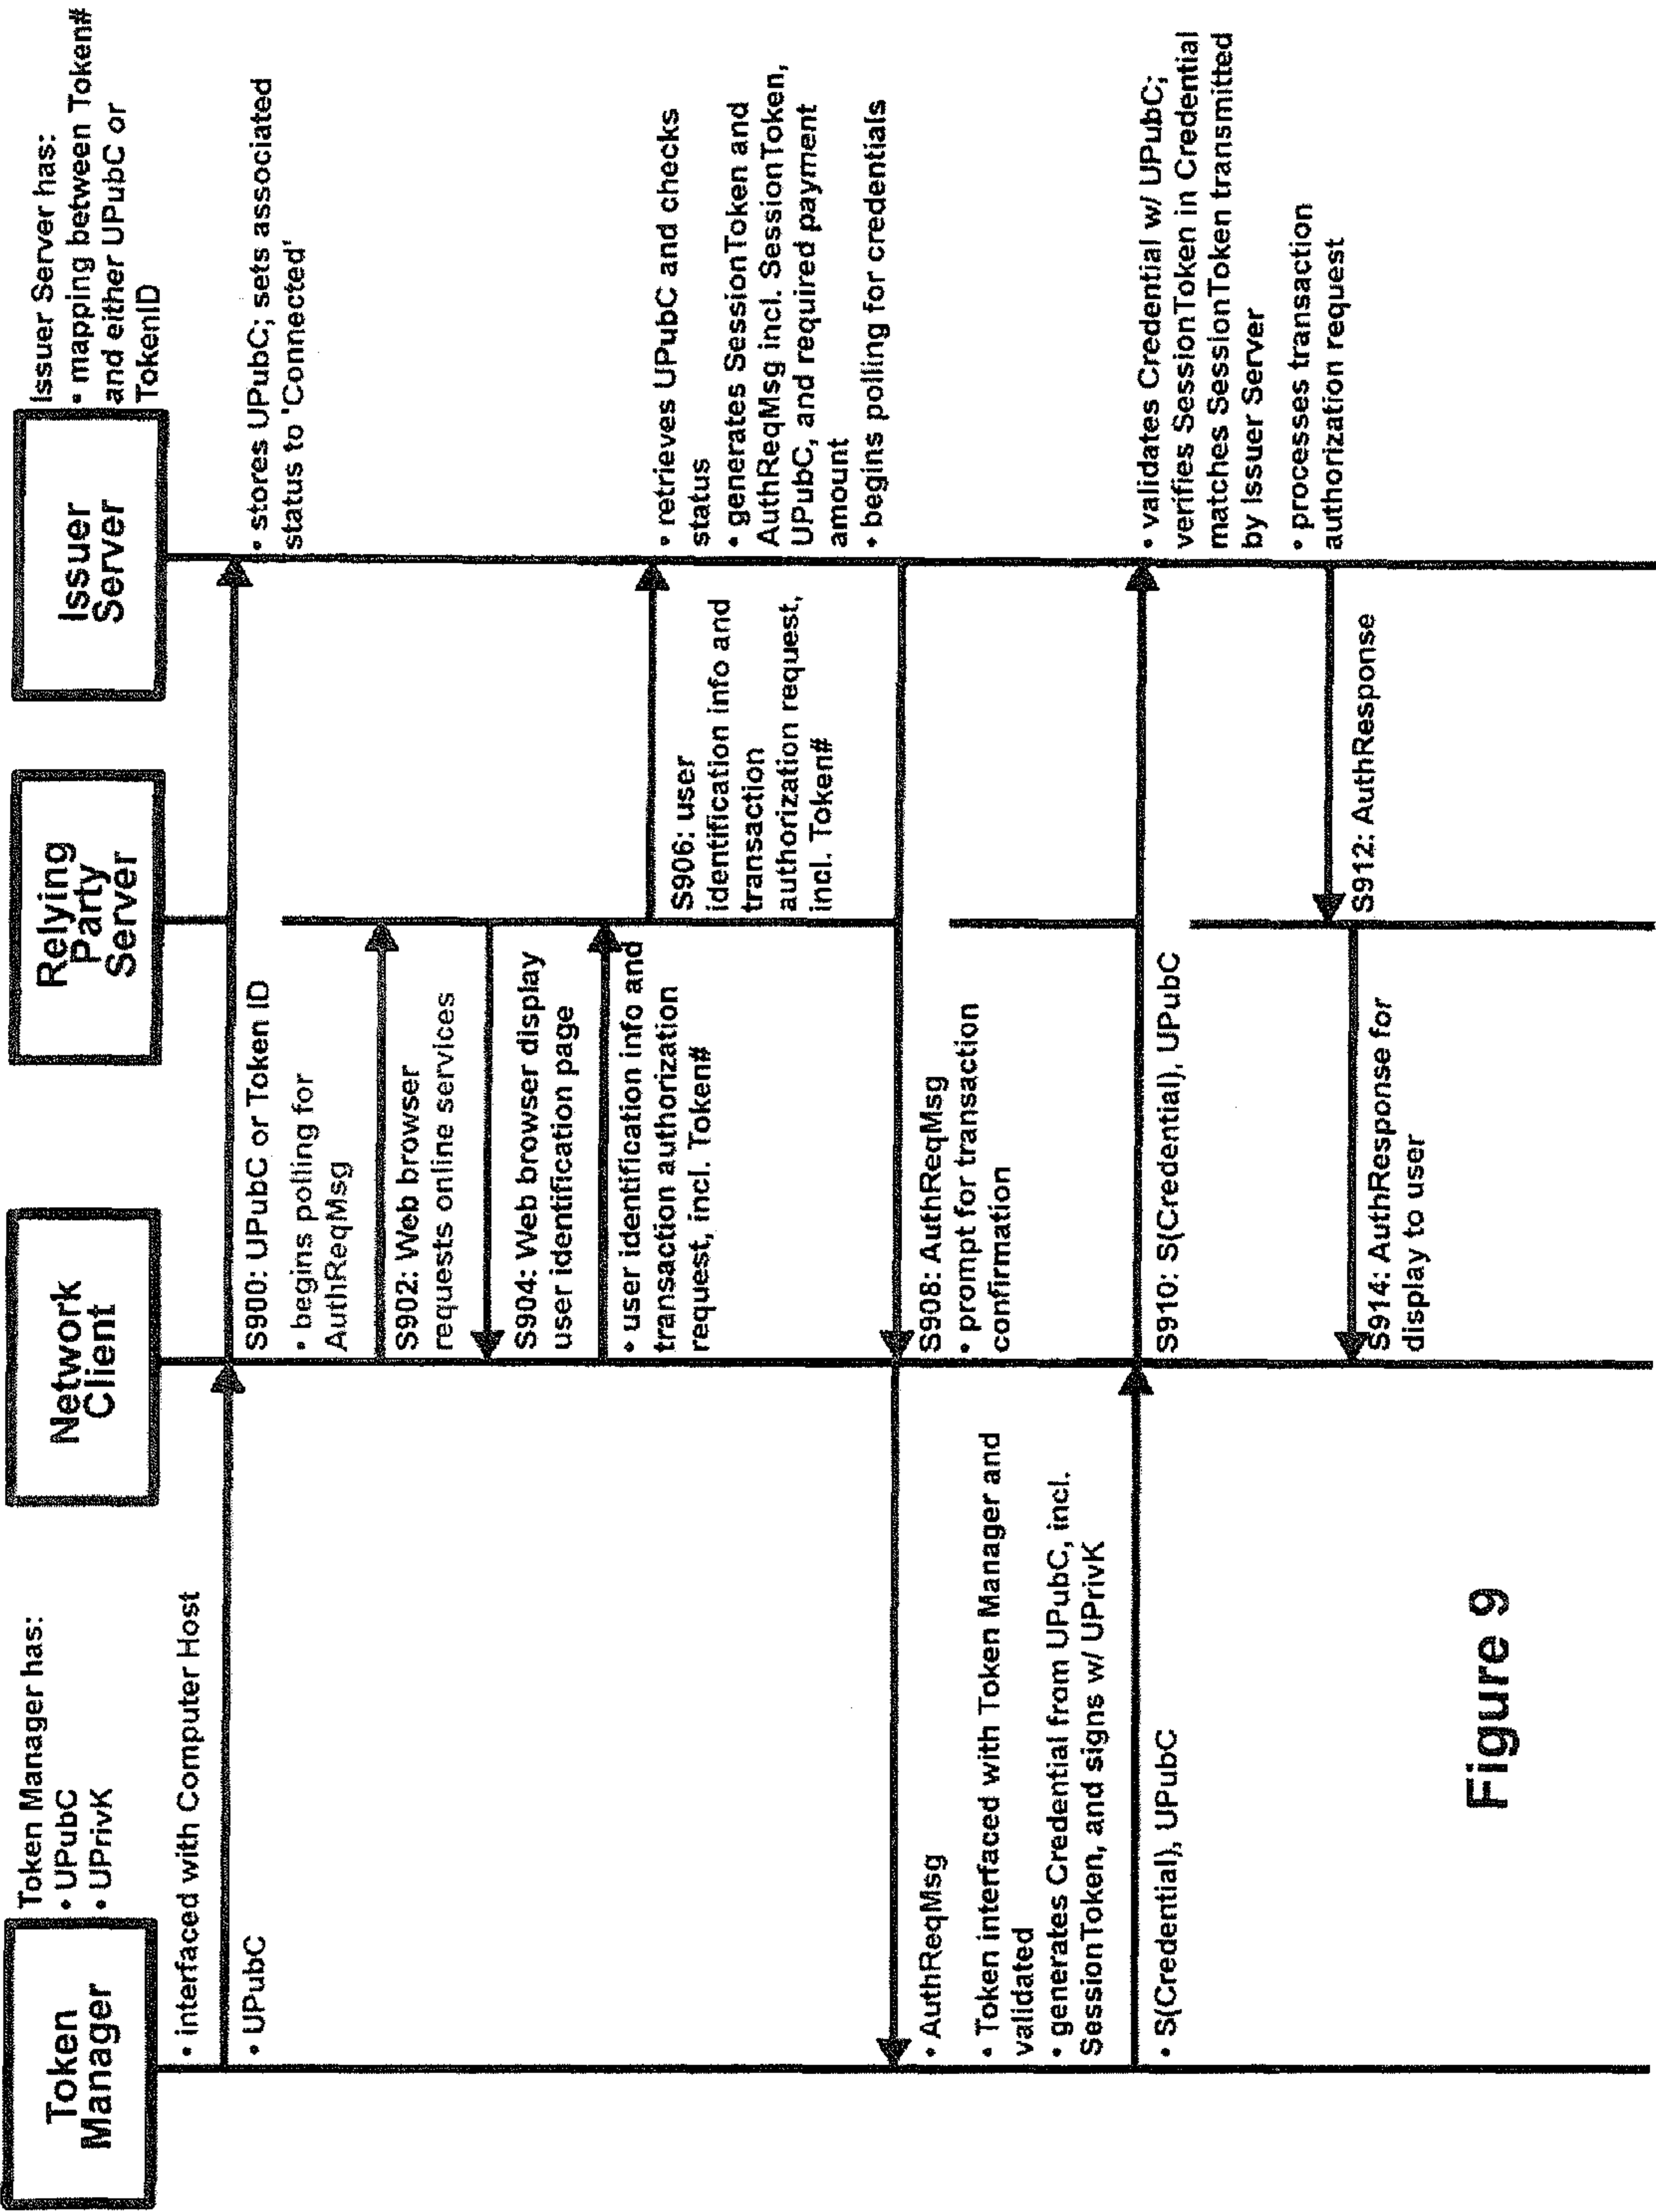 Token
Manager
Token Manager has:
• UPubC
• UPrivK
Network
Client
Relying
Party
Server
Issuer
Server
Issuer Server has:
• mapping between Token#
and either UPubC or
TokenID
• interfaced with Computer Host
• UPubC
S900: UPubC or Token ID
• begins polling for
AuthReqMsg
• stores UPubC; sets associated
status to 'Connected'
S902: Web browser
requests online services
S904: Web browser display
user identification page
• user identification info and
transaction authorization
request, incl. Token#
S906: user
identification info and
transaction
authorization request,
incl. Token#
• retrieves UPubC and checks
status
• generates SessionToken and
AuthReqMsg incl. SessionToken,
UPubC, and required payment
amount
• begins polling for credentials
S908: AuthReqMsg
• prompt for transaction
confirmation
• AuthReqMsg
• Token interfaced with Token Manager and
validated
• generates Credential from UPubC, incl.
SessionToken, and signs w/ UPrivK
• S(Credential), UPubC
S910: S(Credential), UPubC
• validates Credential w/ UPubC;
verifies SessionToken in Credential
matches SessionToken transmitted
by Issuer Server
• processes transaction
authorization request
S912: AuthResponse
S914: AuthResponse for
display to user
Figure 9